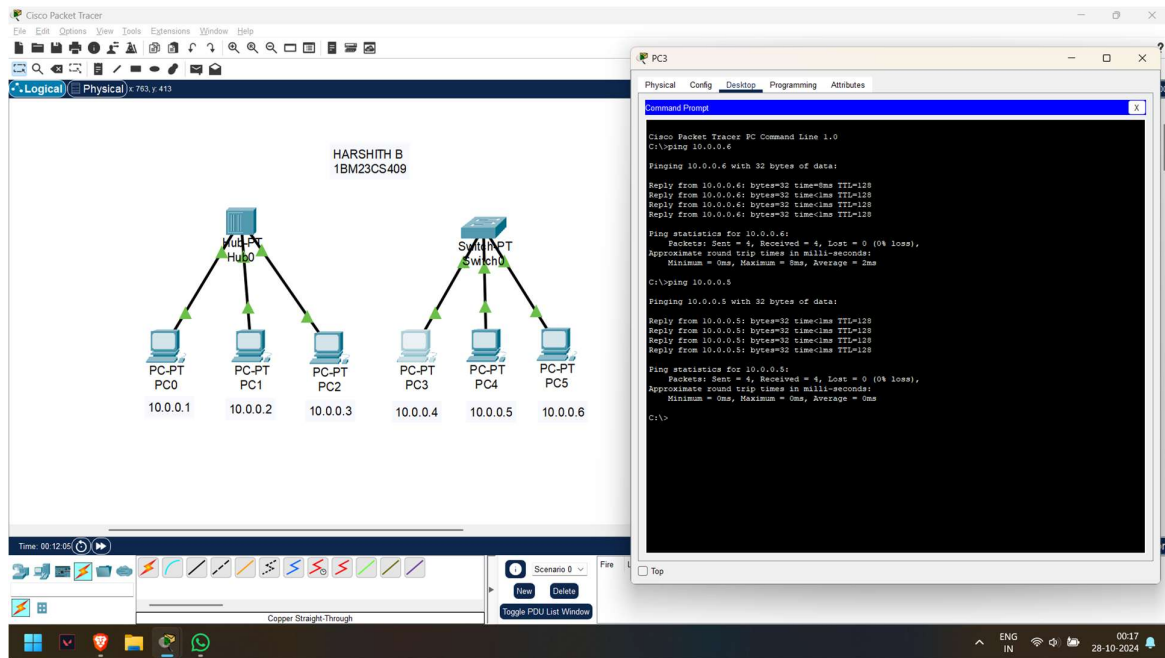 Cisco Packet Tracer
File Edit Options View Tools Extensions Window Help
Logical Physical x: 763, y: 413
HARSHITH B
1BM23CS409
Hub-PT
Hub0
Switch-PT
Switch0
PC-PT
PC0
PC-PT
PC1
PC-PT
PC2
PC-PT
PC3
PC-PT
PC4
PC-PT
PC5
10.0.0.1
10.0.0.2
10.0.0.3
10.0.0.4
10.0.0.5
10.0.0.6
Time: 00:12:05
Copper Straight-Through
Scenario 0
New Delete
Toggle PDU List Window
Fire
PC3
Physical Config Desktop Programming Attributes
Command Prompt
X
Cisco Packet Tracer PC Command Line 1.0
C:\>ping 10.0.0.6
Pinging 10.0.0.6 with 32 bytes of data:
Reply from 10.0.0.6: bytes=32 time=8ms TTL=128
Reply from 10.0.0.6: bytes=32 time<1ms TTL=128
Reply from 10.0.0.6: bytes=32 time<1ms TTL=128
Reply from 10.0.0.6: bytes=32 time<1ms TTL=128
Ping statistics for 10.0.0.6:
Packets: Sent = 4, Received = 4, Lost = 0 (0% loss),
Approximate round trip times in milli-seconds:
Minimum = 0ms, Maximum = 8ms, Average = 2ms
C:\>ping 10.0.0.5
Pinging 10.0.0.5 with 32 bytes of data:
Reply from 10.0.0.5: bytes=32 time<1ms TTL=128
Reply from 10.0.0.5: bytes=32 time<1ms TTL=128
Reply from 10.0.0.5: bytes=32 time<1ms TTL=128
Reply from 10.0.0.5: bytes=32 time<1ms TTL=128
Ping statistics for 10.0.0.5:
Packets: Sent = 4, Received = 4, Lost = 0 (0% loss),
Approximate round trip times in milli-seconds:
Minimum = 0ms, Maximum = 0ms, Average = 0ms
C:\>
Top
ENG
IN
00:17
28-10-2024